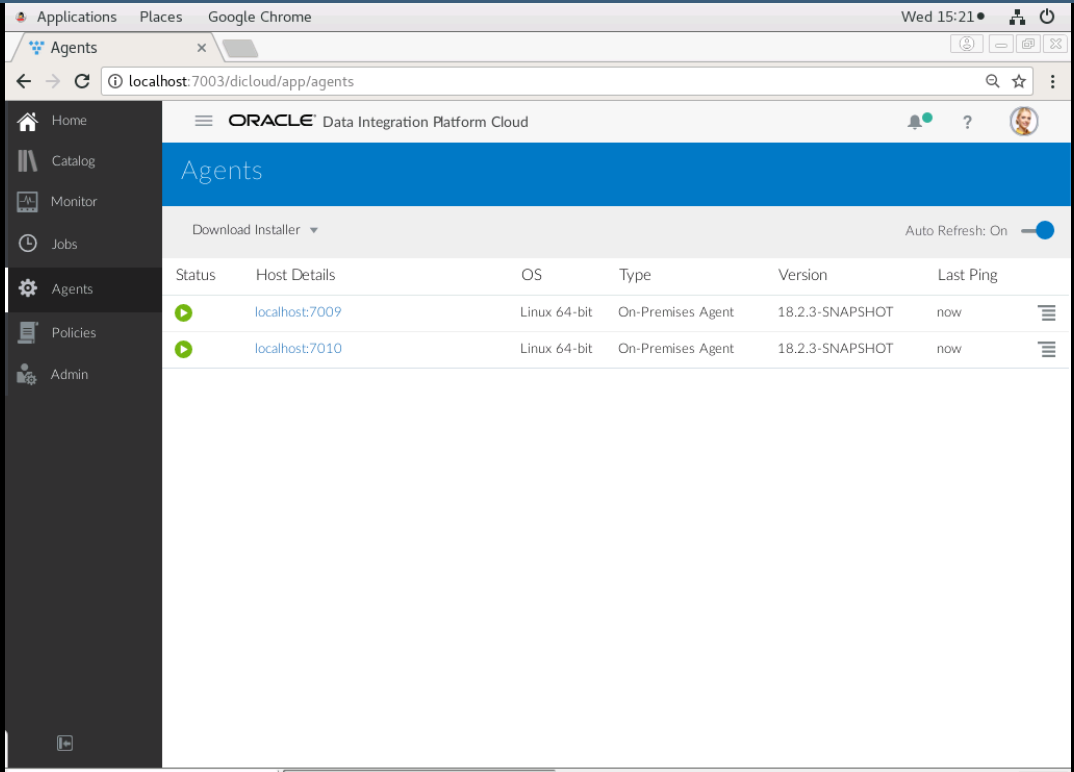 Applications Places Google Chrome Wed 15:21
Agents
localhost:7003/dicloud/app/agents
Home
Catalog
Monitor
Jobs
Agents
Policies
Admin
ORACLE Data Integration Platform Cloud ?
Agents
Download Installer Auto Refresh: On
Status Host Details OS Type Version Last Ping
localhost:7009 Linux 64-bit On-Premises Agent 18.2.3-SNAPSHOT now
localhost:7010 Linux 64-bit On-Premises Agent 18.2.3-SNAPSHOT now